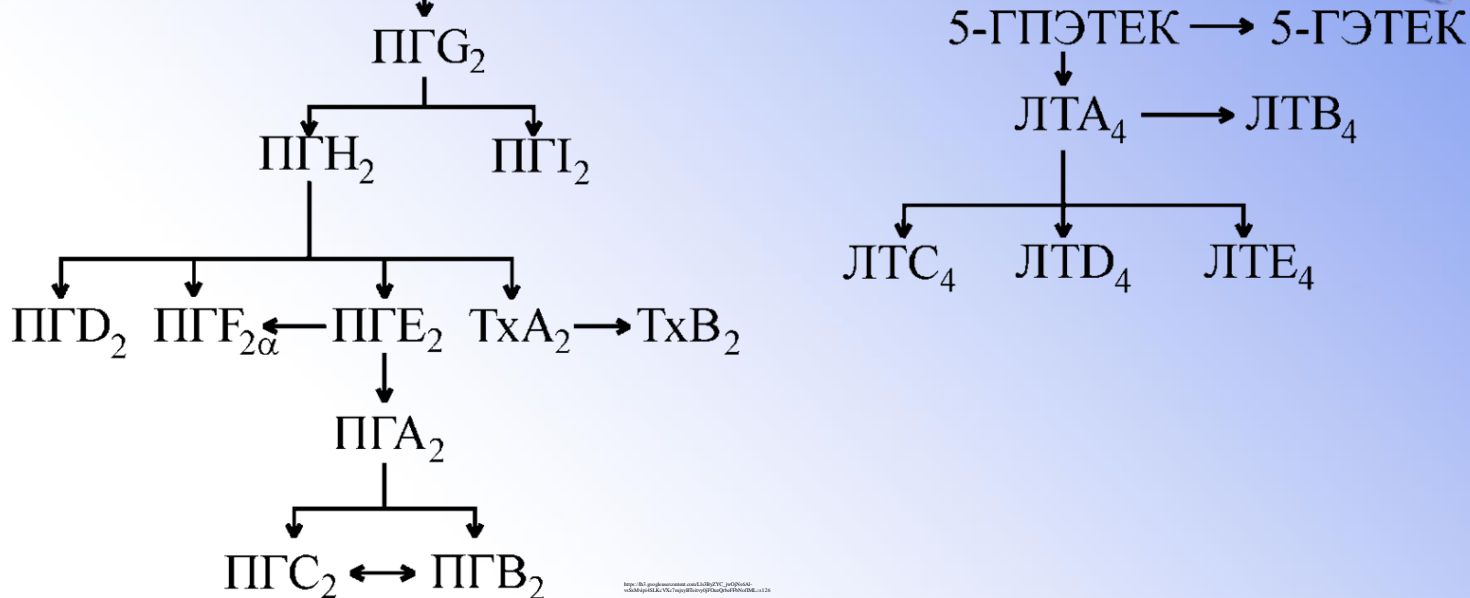 ПГG₂
5-ГПЭТЕК 5-ГЭТЕК
ЛТА₄ ЛТВ₄
ПГН₂ ПГI₂
ЛТС₄ ЛТD₄ ЛТЕ₄
ПГD₂ ПГF₂α ПГЕ₂ ТхА₂ ТхВ₂
ПГА₂
ПГС₂ ПГВ₂